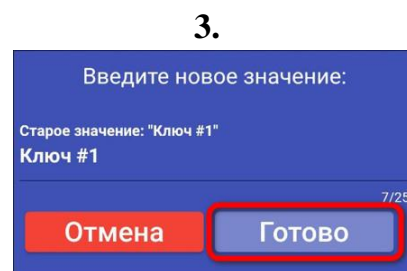 3.
Введите новое значение:
Старое значение: "Ключ #1"
Ключ #1
7/25
Отмена Готово